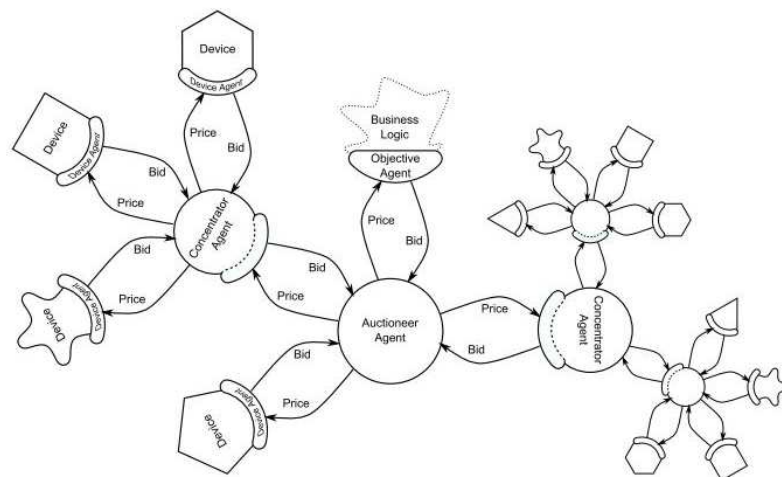 Device
Device Agent
Price
Bid
Device
Device Agent
Bid
Price
Concentrator
Agent
Device
Device Agent
Bid
Price
Bid
Price
Business
Logic
Objective
Agent
Price
Bid
Auctioneer
Agent
Device
Device Agent
Bid
Price
Price
Bid
Concentrator
Agent